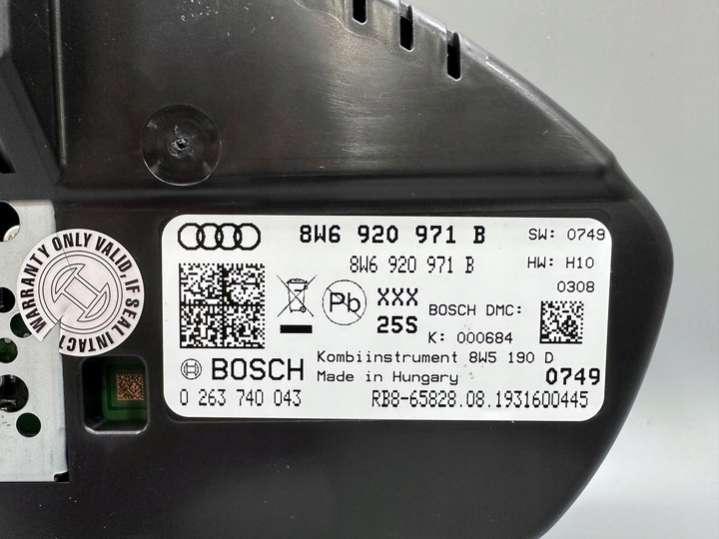 8W6 920 971 B
SW: 0749
8W6 920 971 B
HW: H10
0308
Pb
XXX
25S
BOSCH DMC:
K: 000684
BOSCH
Kombiinstrument 8W5 190 D
Made in Hungary
0749
0 263 740 043
RB8-65828.08.1931600445
WARRANTY ONLY VALID, IF SEAL INTACT